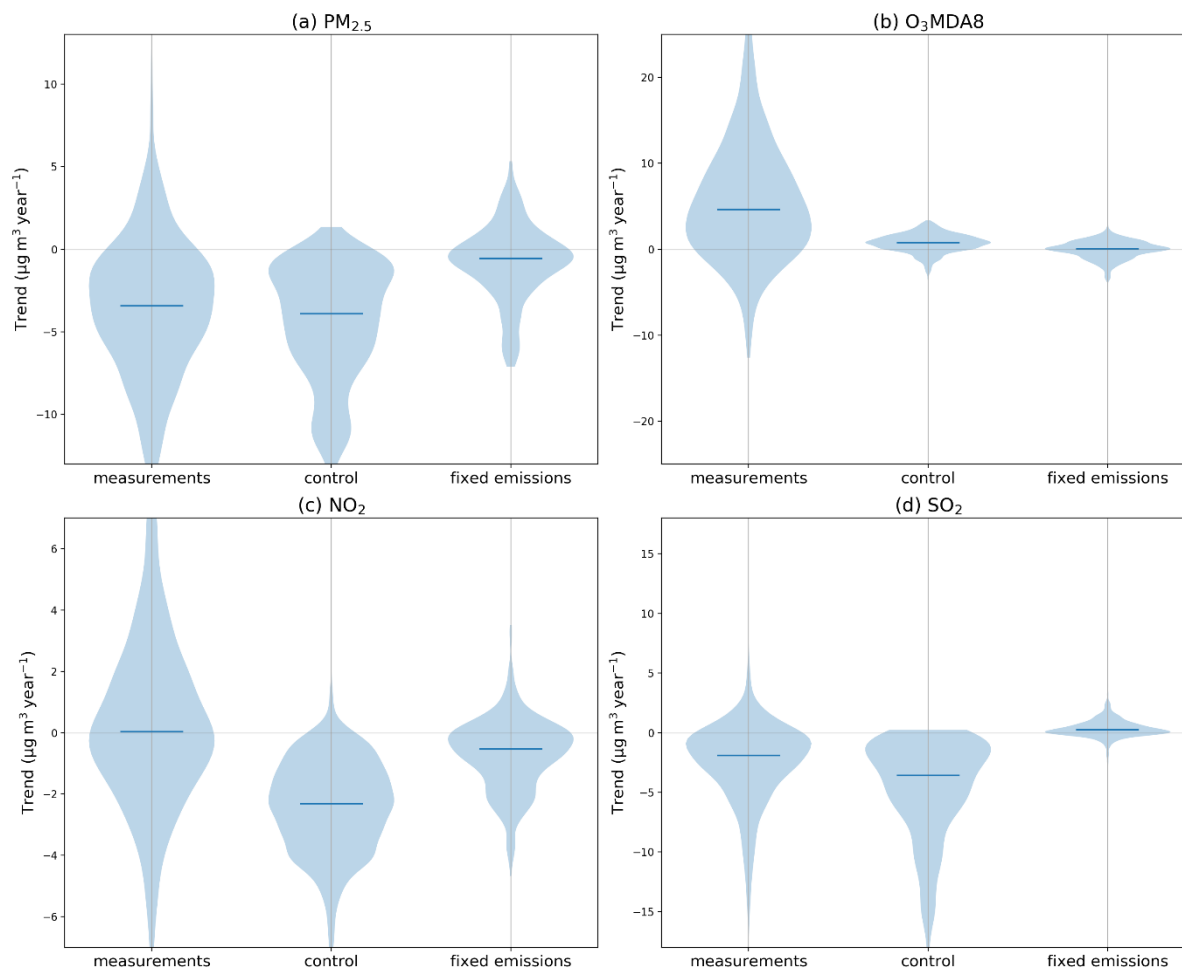 (a) PM₂.₅
Trend (µg m³ year⁻¹)
10
5
0
−5
−10
measurements control fixed emissions
(b) O₃MDA8
Trend (µg m³ year⁻¹)
20
10
0
−10
−20
measurements control fixed emissions
(c) NO₂
Trend (µg m³ year⁻¹)
6
4
2
0
−2
−4
−6
measurements control fixed emissions
(d) SO₂
Trend (µg m³ year⁻¹)
15
10
5
0
−5
−10
−15
measurements control fixed emissions